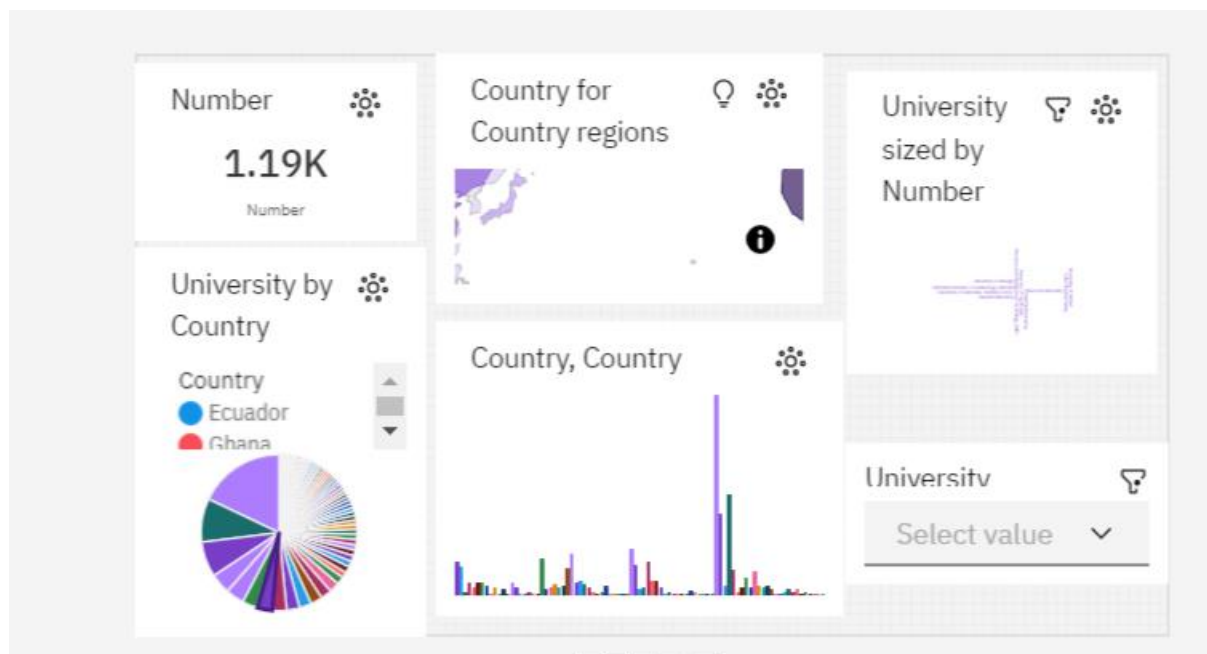 Number
1.19K
Number
University by
Country
Country
Ecuador
Ghana
Country for
Country regions
Country, Country
University
sized by
Number
University
Select value